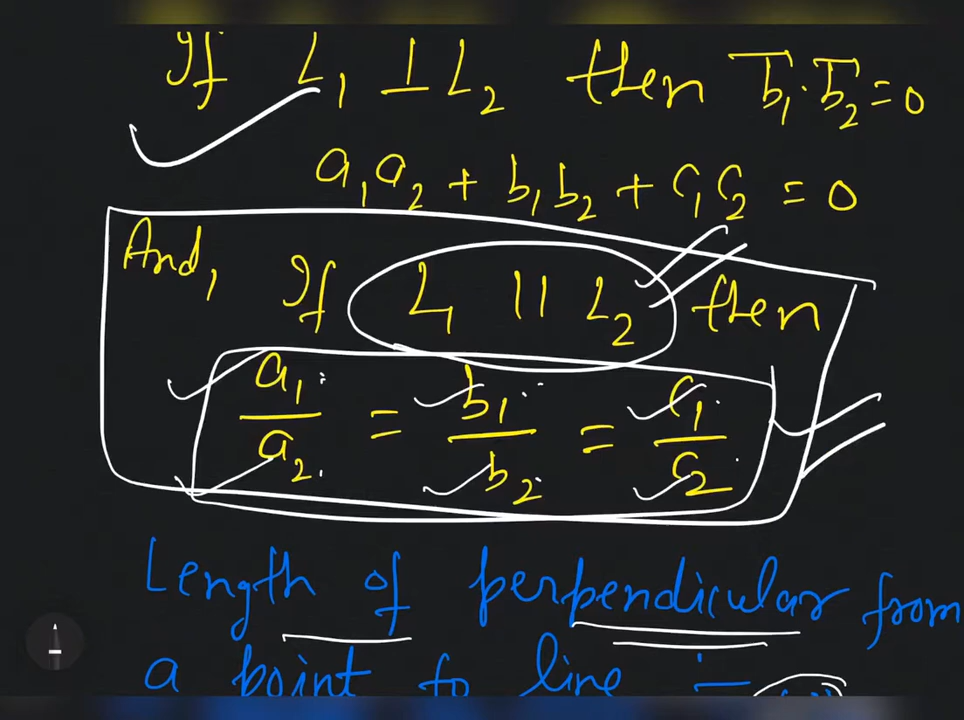 If L₁ ⊥ L₂ then b̅₁·b̅₂=0
a₁a₂ + b₁b₂ + c₁c₂ = 0
And,
If L₁ || L₂ then
a₁/a₂ = b₁/b₂ = c₁/c₂
Length of perpendicular from
a point to line :-